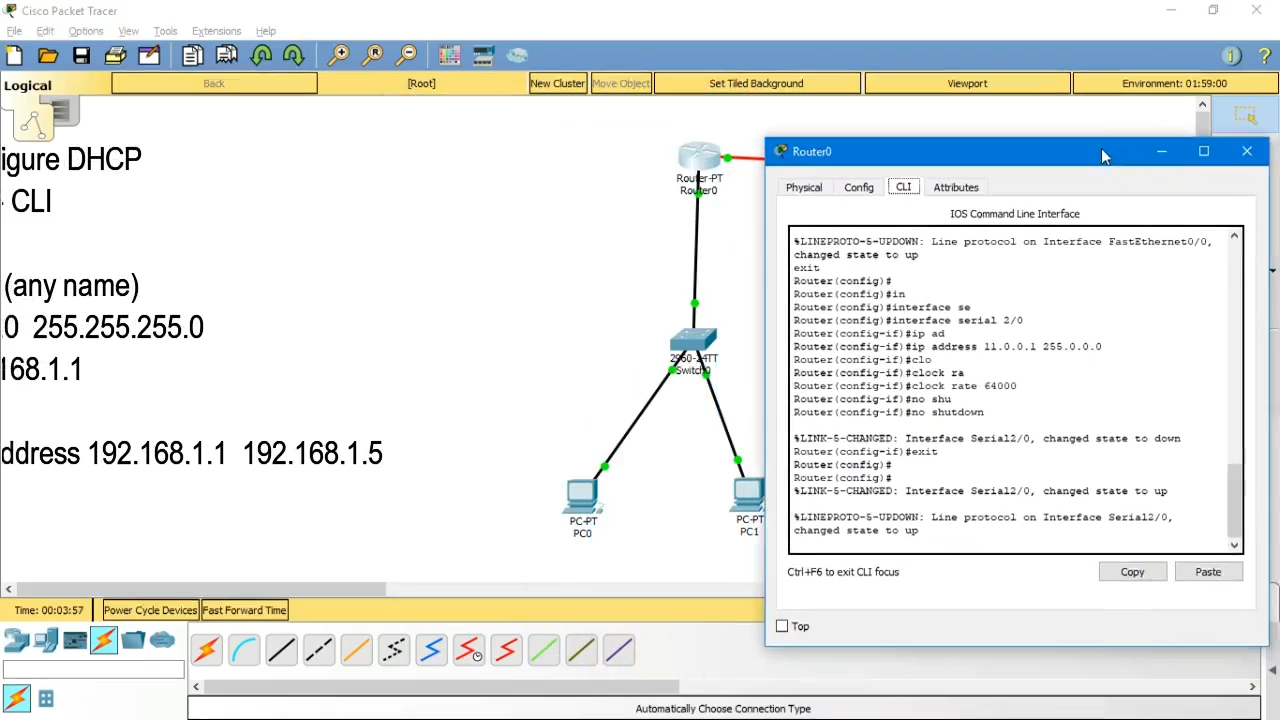 Cisco Packet Tracer
File Edit Options View Tools Extensions Help
Logical
Back
[Root]
New Cluster
Move Object
Set Tiled Background
Viewport
Environment: 01:59:00
igure DHCP
CLI
(any name)
.0 255.255.255.0
168.1.1
ddress 192.168.1.1 192.168.1.5
Router-PT
Router0
2960-24TT
Switch0
PC-PT
PC0
PC-PT
PC1
Router0
Physical Config CLI Attributes
IOS Command Line Interface
%LINEPROTO-5-UPDOWN: Line protocol on Interface FastEthernet0/0,
changed state to up
exit
Router(config)#
Router(config)#in
Router(config)#interface se
Router(config)#interface serial 2/0
Router(config-if)#ip ad
Router(config-if)#ip address 11.0.0.1 255.0.0.0
Router(config-if)#clo
Router(config-if)#clock ra
Router(config-if)#clock rate 64000
Router(config-if)#no shu
Router(config-if)#no shutdown
%LINK-5-CHANGED: Interface Serial2/0, changed state to down
Router(config-if)#exit
Router(config)#
Router(config)#
%LINK-5-CHANGED: Interface Serial2/0, changed state to up
%LINEPROTO-5-UPDOWN: Line protocol on Interface Serial2/0,
changed state to up
Ctrl+F6 to exit CLI focus
Copy
Paste
Top
Time: 00:03:57
Power Cycle Devices
Fast Forward Time
Automatically Choose Connection Type